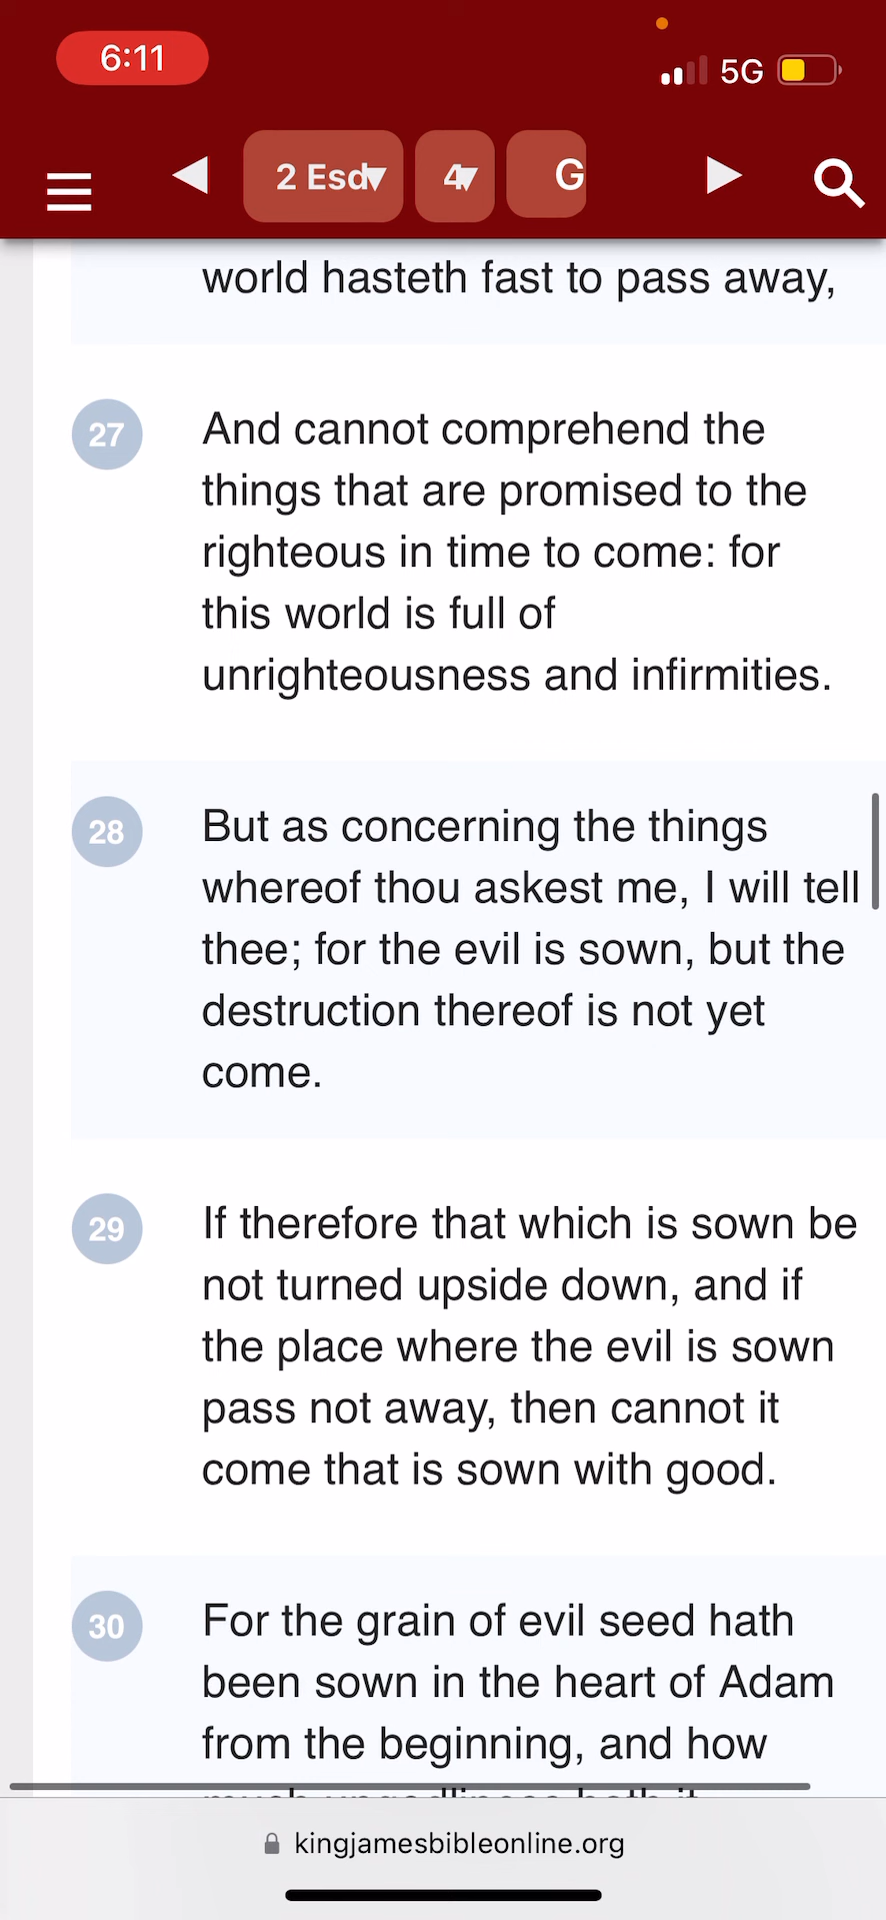 6:11
5G
2 Esd 4 G
world hasteth fast to pass away,
27 And cannot comprehend the
things that are promised to the
righteous in time to come: for
this world is full of
unrighteousness and infirmities.
28 But as concerning the things
whereof thou askest me, I will tell
thee; for the evil is sown, but the
destruction thereof is not yet
come.
29 If therefore that which is sown be
not turned upside down, and if
the place where the evil is sown
pass not away, then cannot it
come that is sown with good.
30 For the grain of evil seed hath
been sown in the heart of Adam
from the beginning, and how
kingjamesbibleonline.org